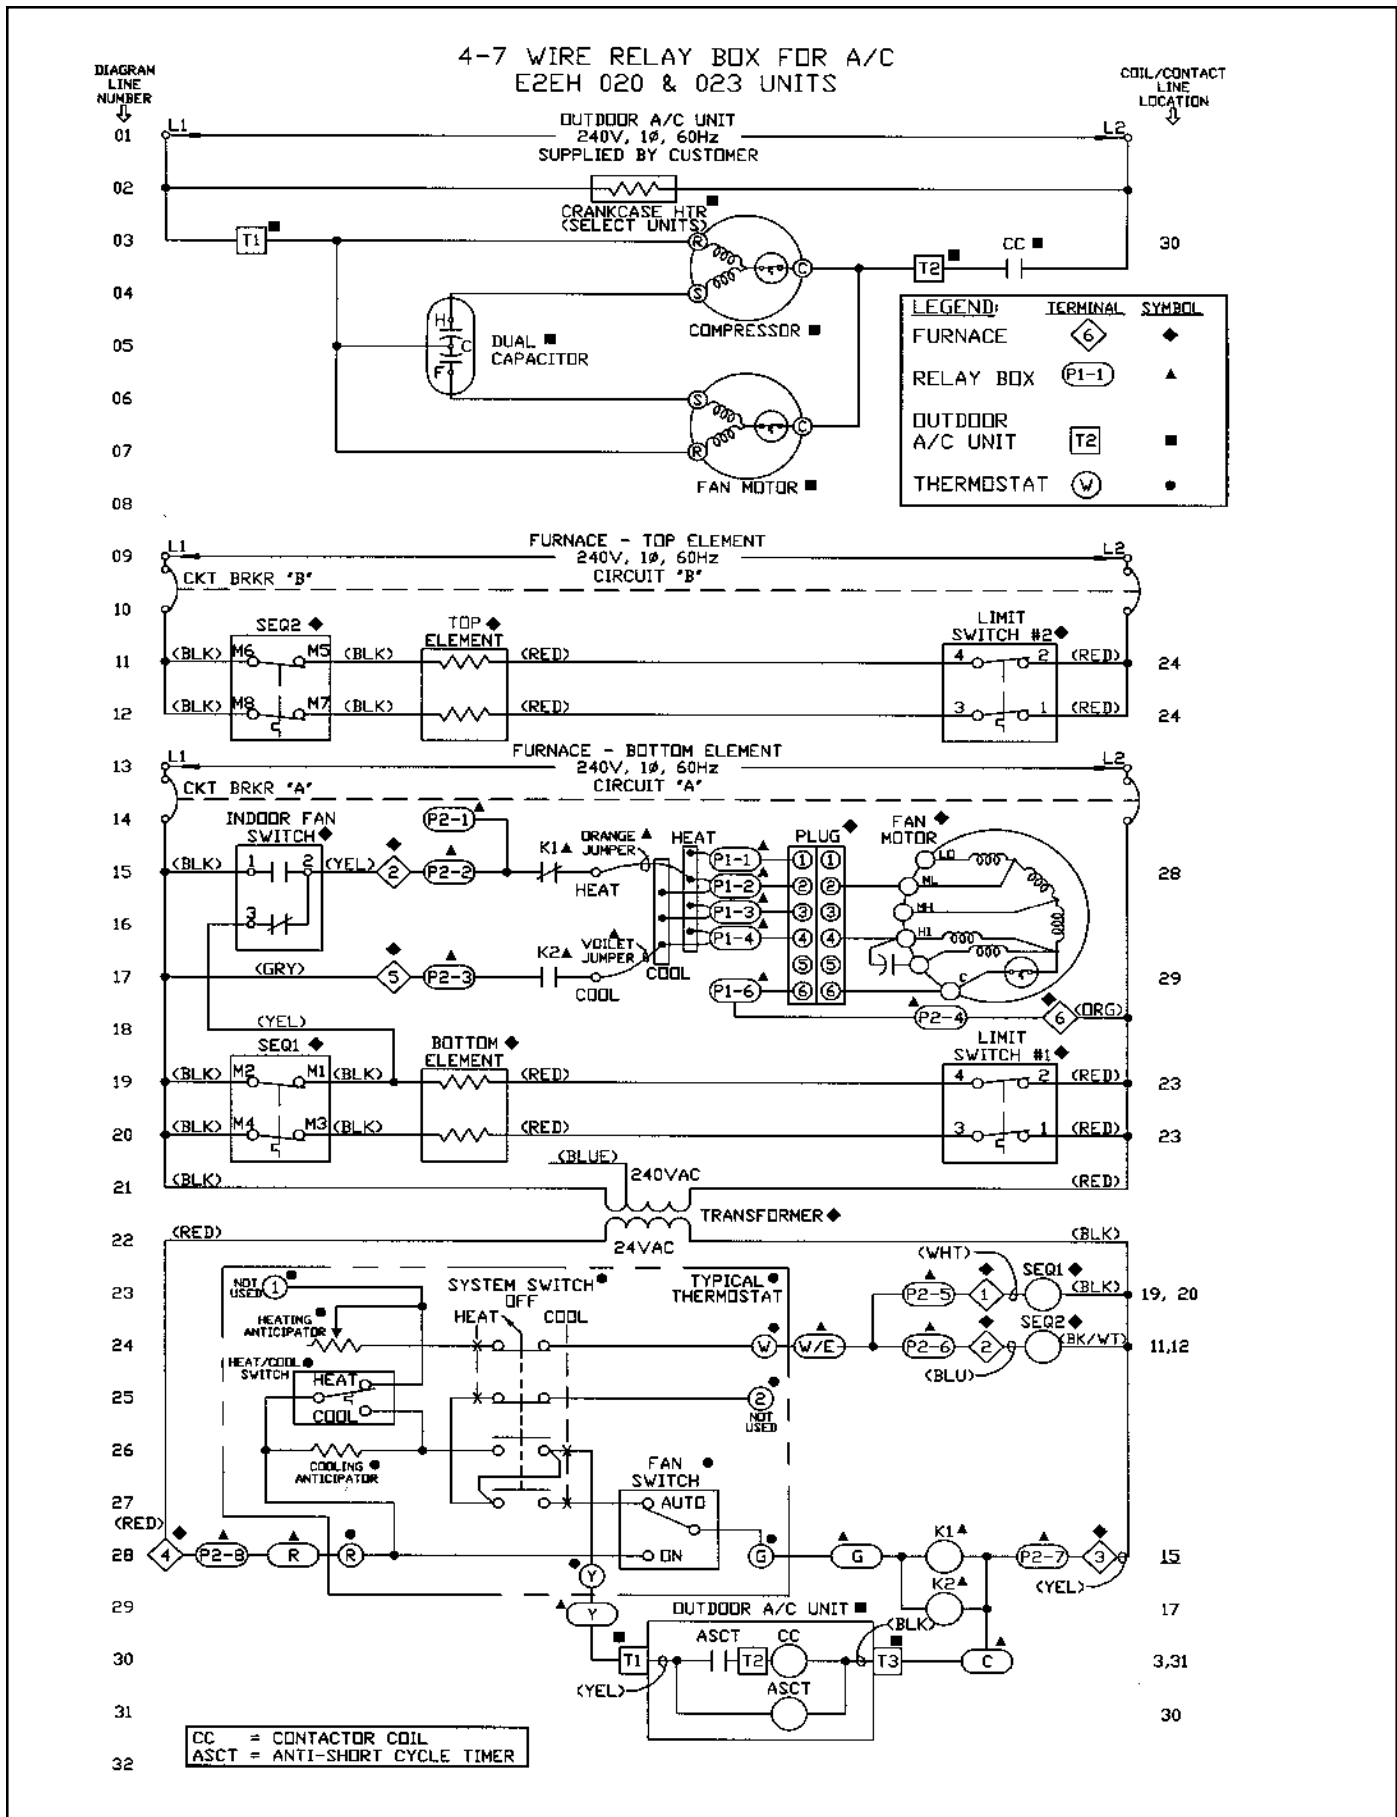 4-7 WIRE RELAY BOX FOR A/C
E2EH 020 & 023 UNITS
DIAGRAM
LINE
NUMBER
COIL/CONTACT
LINE
LOCATION
01 L1 OUTDOOR A/C UNIT L2
240V, 1ø, 60Hz
SUPPLIED BY CUSTOMER
02
CRANKCASE HTR
(SELECT UNITS)
03 T1 R C T2 CC 30
04 S
COMPRESSOR
H
05 C DUAL
CAPACITOR
F
06 S C
07 R
FAN MOTOR
08
LEGEND: TERMINAL SYMBOL
FURNACE 6
RELAY BOX P1-1
OUTDOOR
A/C UNIT T2
THERMOSTAT W
09 L1 FURNACE - TOP ELEMENT L2
240V, 1ø, 60Hz
CKT BRKR "B" CIRCUIT "B"
10
SEQ2 TOP
ELEMENT
LIMIT
SWITCH #2
11 (BLK) M6 M5 (BLK) (RED) 4 2 (RED) 24
12 (BLK) M8 M7 (BLK) (RED) 3 1 (RED) 24
13 L1 FURNACE - BOTTOM ELEMENT L2
240V, 1ø, 60Hz
CKT BRKR "A" CIRCUIT "A"
14 INDOOR FAN
SWITCH
P2-1
K1 ORANGE
JUMPER
HEAT PLUG FAN
MOTOR
15 (BLK) 1 2 (YEL) 2 P2-2 HEAT 28
P1-1 1 1 LO
P1-2 2 2 ML
P1-3 3 3 MH
16 3
P1-4 4 4 HI
5 5
K2 VOILET
JUMPER
COOL
17 (GRY) 5 P2-3 COOL P1-6 6 6 C 29
P2-4 6 (ORG)
18 (YEL)
SEQ1 BOTTOM
ELEMENT
LIMIT
SWITCH #1
19 (BLK) M2 M1 (BLK) (RED) 4 2 (RED) 23
20 (BLK) M4 M3 (BLK) (RED) 3 1 (RED) 23
(BLUE)
21 (BLK) 240VAC (RED)
TRANSFORMER
22 (RED) 24VAC (BLK)
(WHT)
23 NOT
USED 1 SYSTEM SWITCH
OFF
HEAT COOL
TYPICAL
THERMOSTAT
P2-5 1 SEQ1 (BLK) 19, 20
HEATING
ANTICIPATOR
24 W W/E P2-6 2 SEQ2 (BK/WT) 11,12
(BLU)
HEAT/COOL
SWITCH
HEAT
COOL
25 2
NOT
USED
26
COOLING
ANTICIPATOR
FAN
SWITCH
27 AUTO
(RED)
28 4 P2-8 R R ON G G K1 P2-7 3 15
(YEL)
Y
K2
29 Y OUTDOOR A/C UNIT (BLK) 17
30 T1 ASCT T2 CC T3 C 3,31
(YEL)
ASCT
31 30
CC = CONTACTOR COIL
ASCT = ANTI-SHORT CYCLE TIMER
32